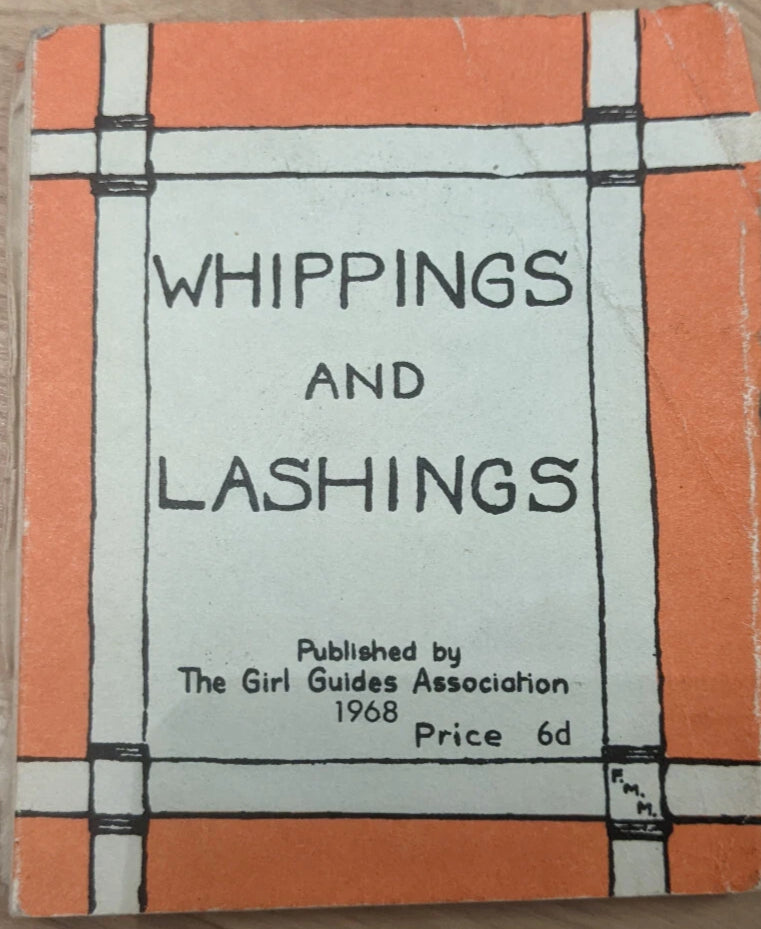 WHIPPINGS
AND
LASHINGS
Published by
The Girl Guides Association
1968
Price 6d
F.
M.
M.